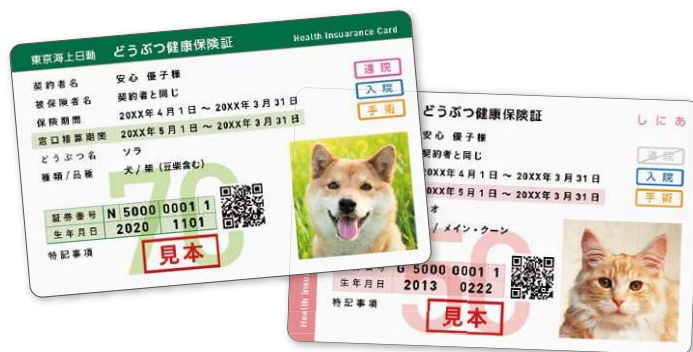 東京海上日動 どうぶつ健康保険証 Health Insuarance Card
契約者名 安心 優子様
被保険者名 契約者と同じ
保険期間 20XX年4月1日 ～ 20XX年3月31日
窓口精算期間 20XX年5月1日 ～ 20XX年3月31日
どうぶつ名 ソラ
種類/品種 犬/柴（豆柴含む）
通院
入院
手術
70
証券番号 N 5000 0001 1
生年月日 2020 1101
特記事項
見本
どうぶつ健康保険証 しにあ
安心 優子様
契約者と同じ
20XX年4月1日 ～ 20XX年3月31日
20XX年5月1日 ～ 20XX年3月31日
オ
/ メイン・クーン
通院
入院
手術
50
号 G 5000 0001 1
生年月日 2013 0222
特記事項
見本
Health Insu